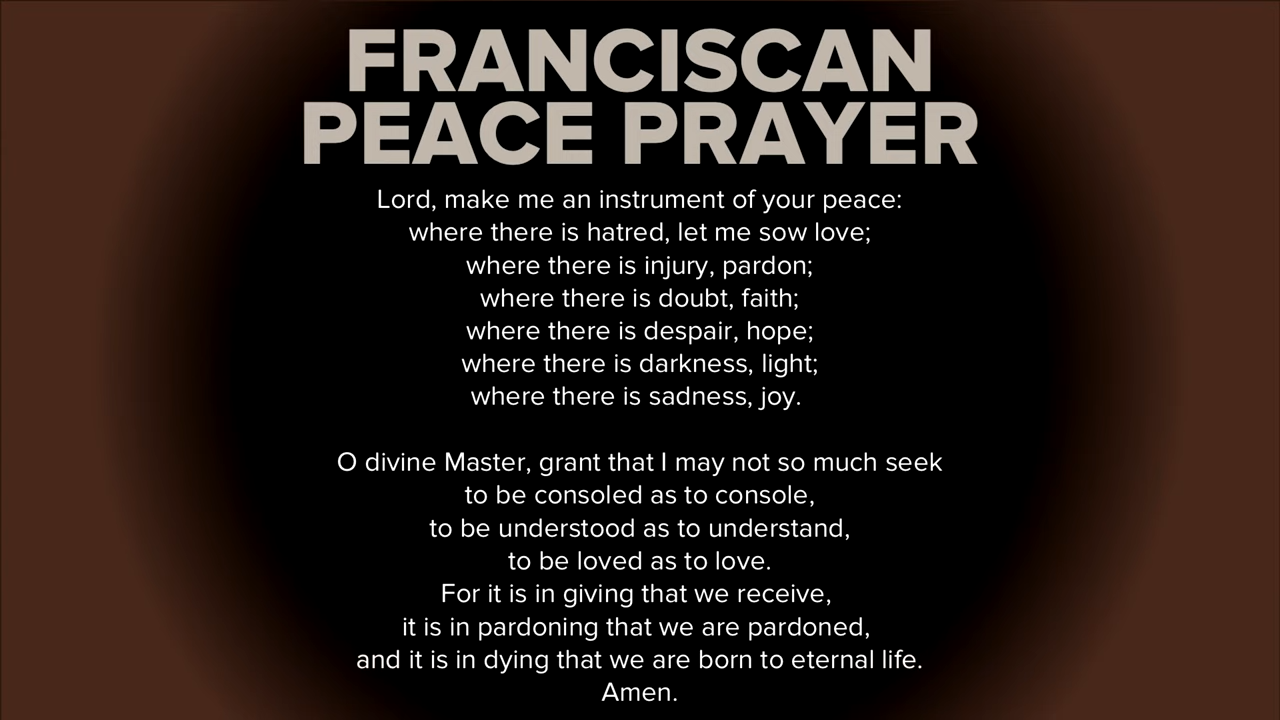 FRANCISCAN
PEACE PRAYER
Lord, make me an instrument of your peace:
where there is hatred, let me sow love;
where there is injury, pardon;
where there is doubt, faith;
where there is despair, hope;
where there is darkness, light;
where there is sadness, joy.
O divine Master, grant that I may not so much seek
to be consoled as to console,
to be understood as to understand,
to be loved as to love.
For it is in giving that we receive,
it is in pardoning that we are pardoned,
and it is in dying that we are born to eternal life.
Amen.